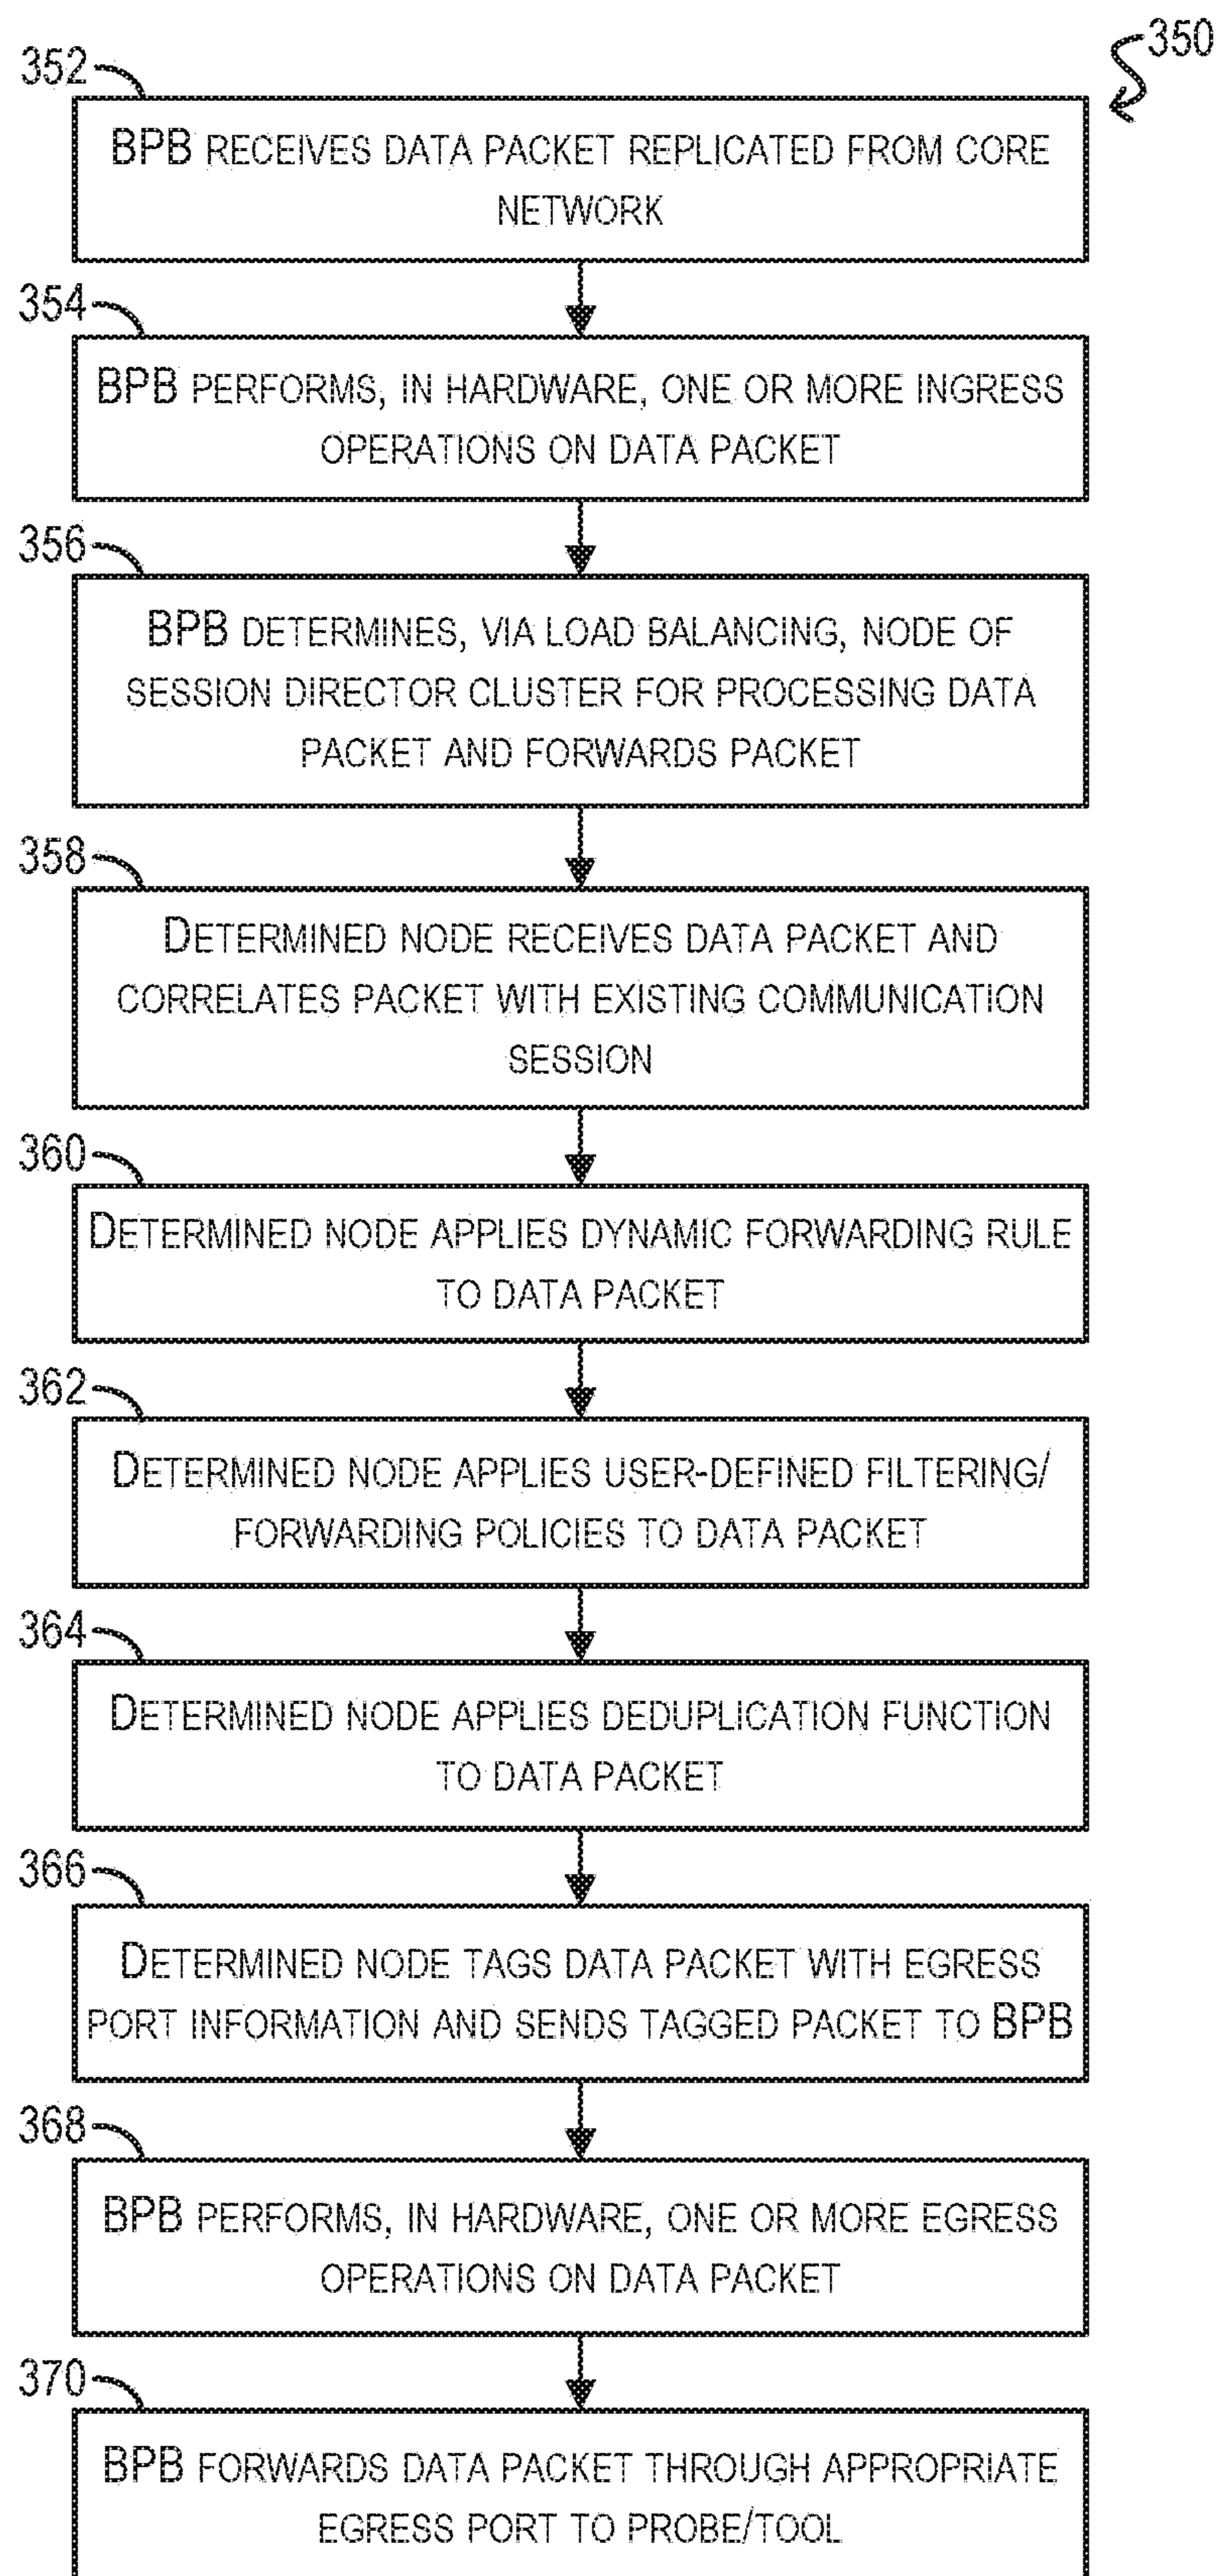 350
352
BPB RECEIVES DATA PACKET REPLICATED FROM CORE
NETWORK
354
BPB PERFORMS, IN HARDWARE, ONE OR MORE INGRESS
OPERATIONS ON DATA PACKET
356
BPB DETERMINES, VIA LOAD BALANCING, NODE OF
SESSION DIRECTOR CLUSTER FOR PROCESSING DATA
PACKET AND FORWARDS PACKET
358
DETERMINED NODE RECEIVES DATA PACKET AND
CORRELATES PACKET WITH EXISTING COMMUNICATION
SESSION
360
DETERMINED NODE APPLIES DYNAMIC FORWARDING RULE
TO DATA PACKET
362
DETERMINED NODE APPLIES USER-DEFINED FILTERING/
FORWARDING POLICIES TO DATA PACKET
364
DETERMINED NODE APPLIES DEDUPLICATION FUNCTION
TO DATA PACKET
366
DETERMINED NODE TAGS DATA PACKET WITH EGRESS
PORT INFORMATION AND SENDS TAGGED PACKET TO BPB
368
BPB PERFORMS, IN HARDWARE, ONE OR MORE EGRESS
OPERATIONS ON DATA PACKET
370
BPB FORWARDS DATA PACKET THROUGH APPROPRIATE
EGRESS PORT TO PROBE/TOOL